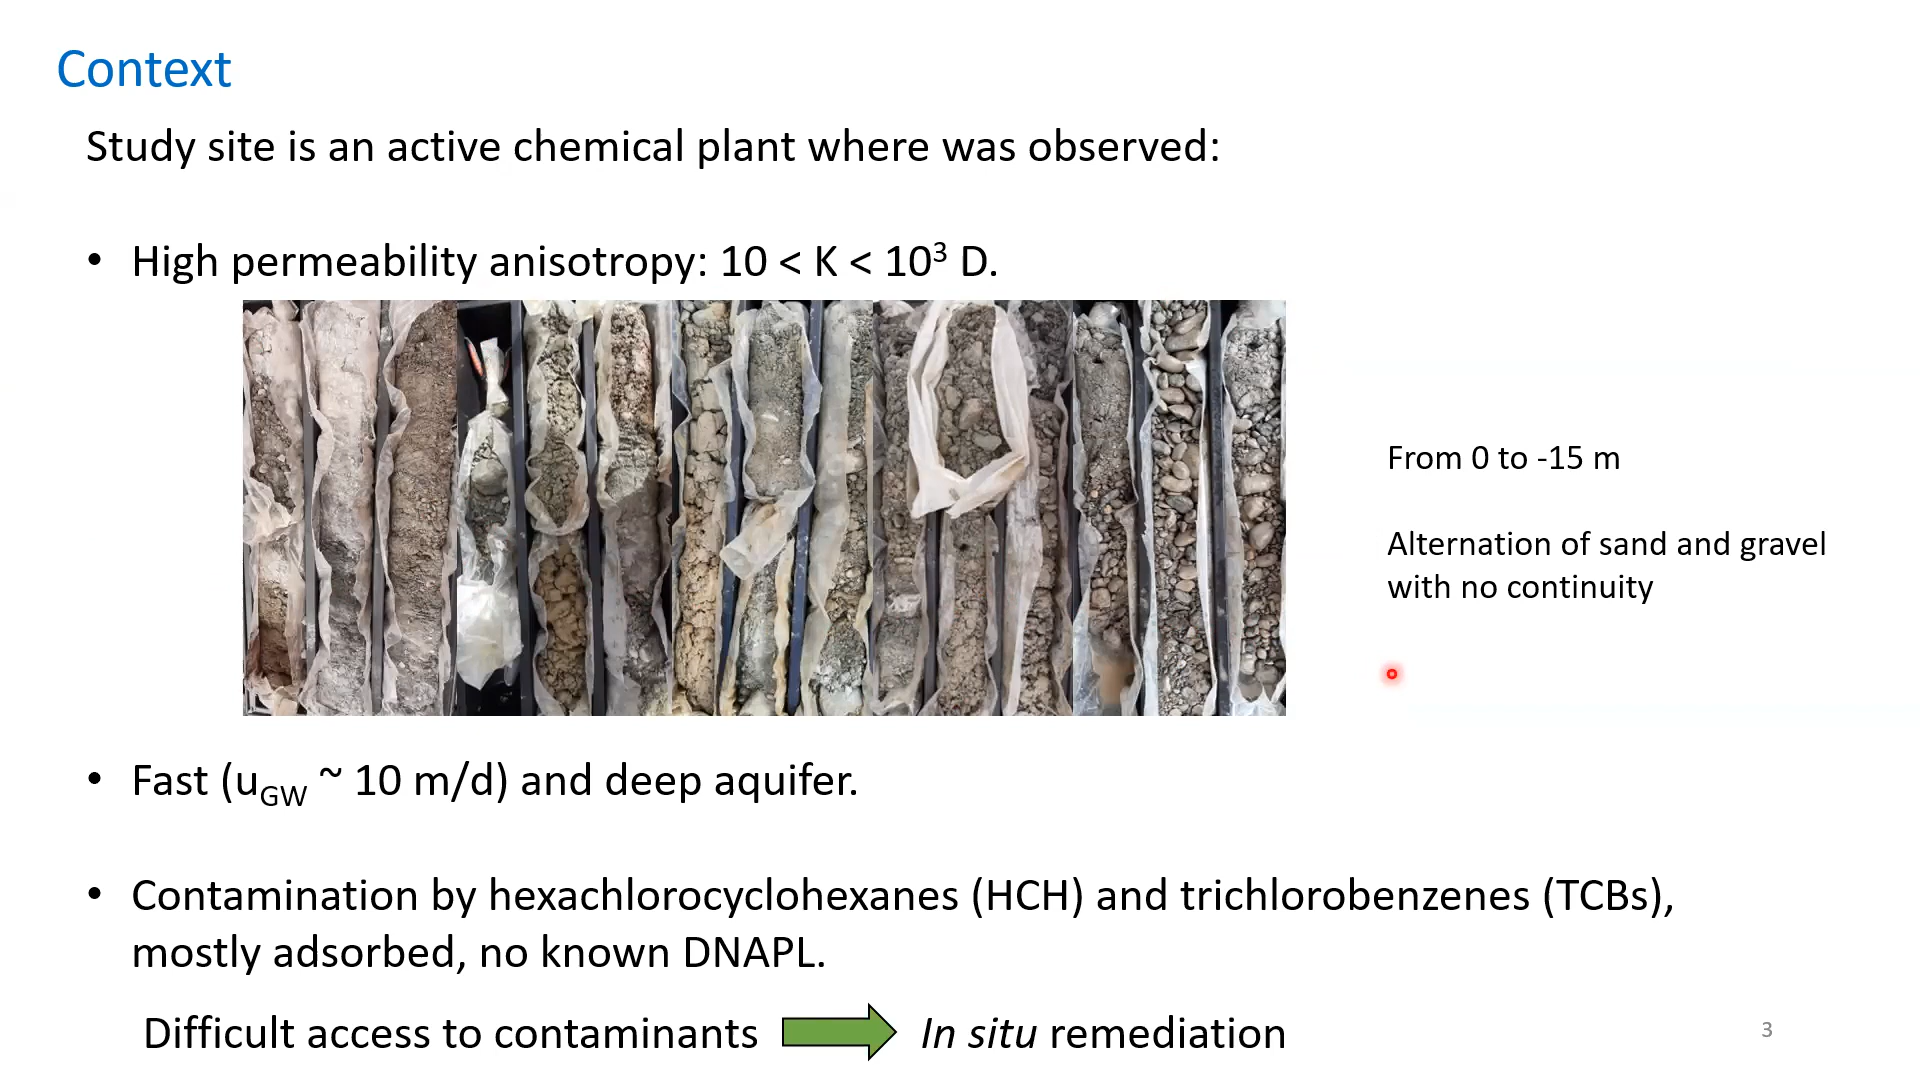 Context
Study site is an active chemical plant where was observed:
• High permeability anisotropy: 10 < K < 10³ D.
From 0 to -15 m
Alternation of sand and gravel
with no continuity
• Fast (uGW ~ 10 m/d) and deep aquifer.
• Contamination by hexachlorocyclohexanes (HCH) and trichlorobenzenes (TCBs),
mostly adsorbed, no known DNAPL.
Difficult access to contaminants In situ remediation
3